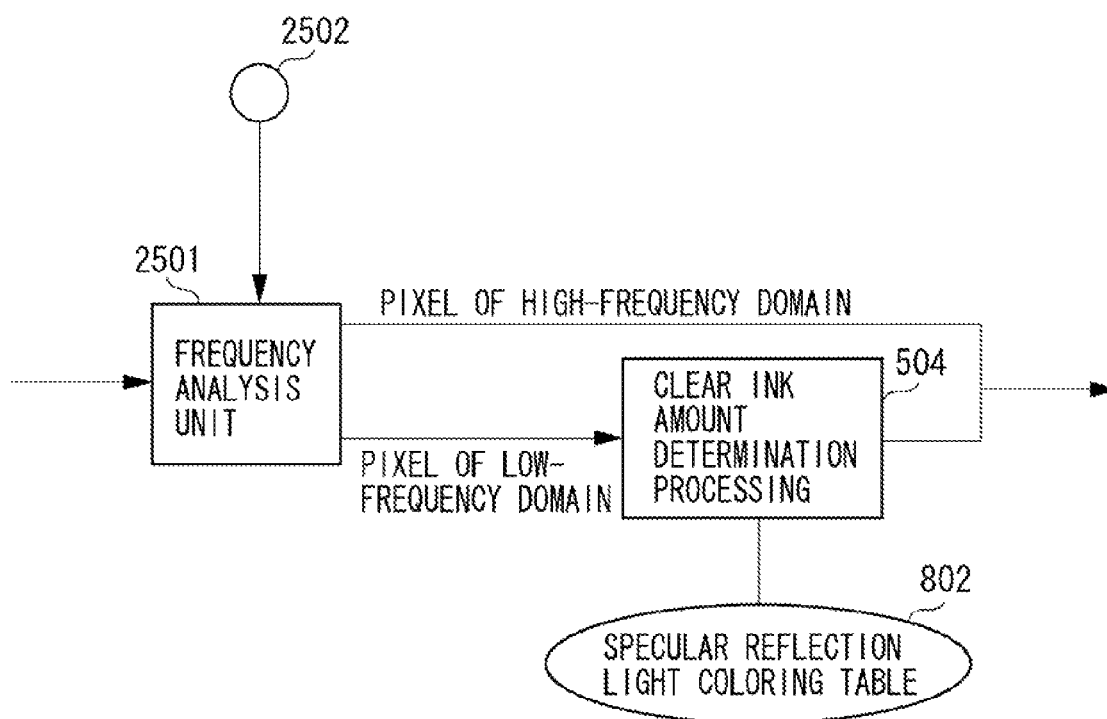 2502
2501
PIXEL OF HIGH-FREQUENCY DOMAIN
FREQUENCY
ANALYSIS
UNIT
504
CLEAR INK
AMOUNT
DETERMINATION
PROCESSING
PIXEL OF LOW-
FREQUENCY DOMAIN
802
SPECULAR REFLECTION
LIGHT COLORING TABLE